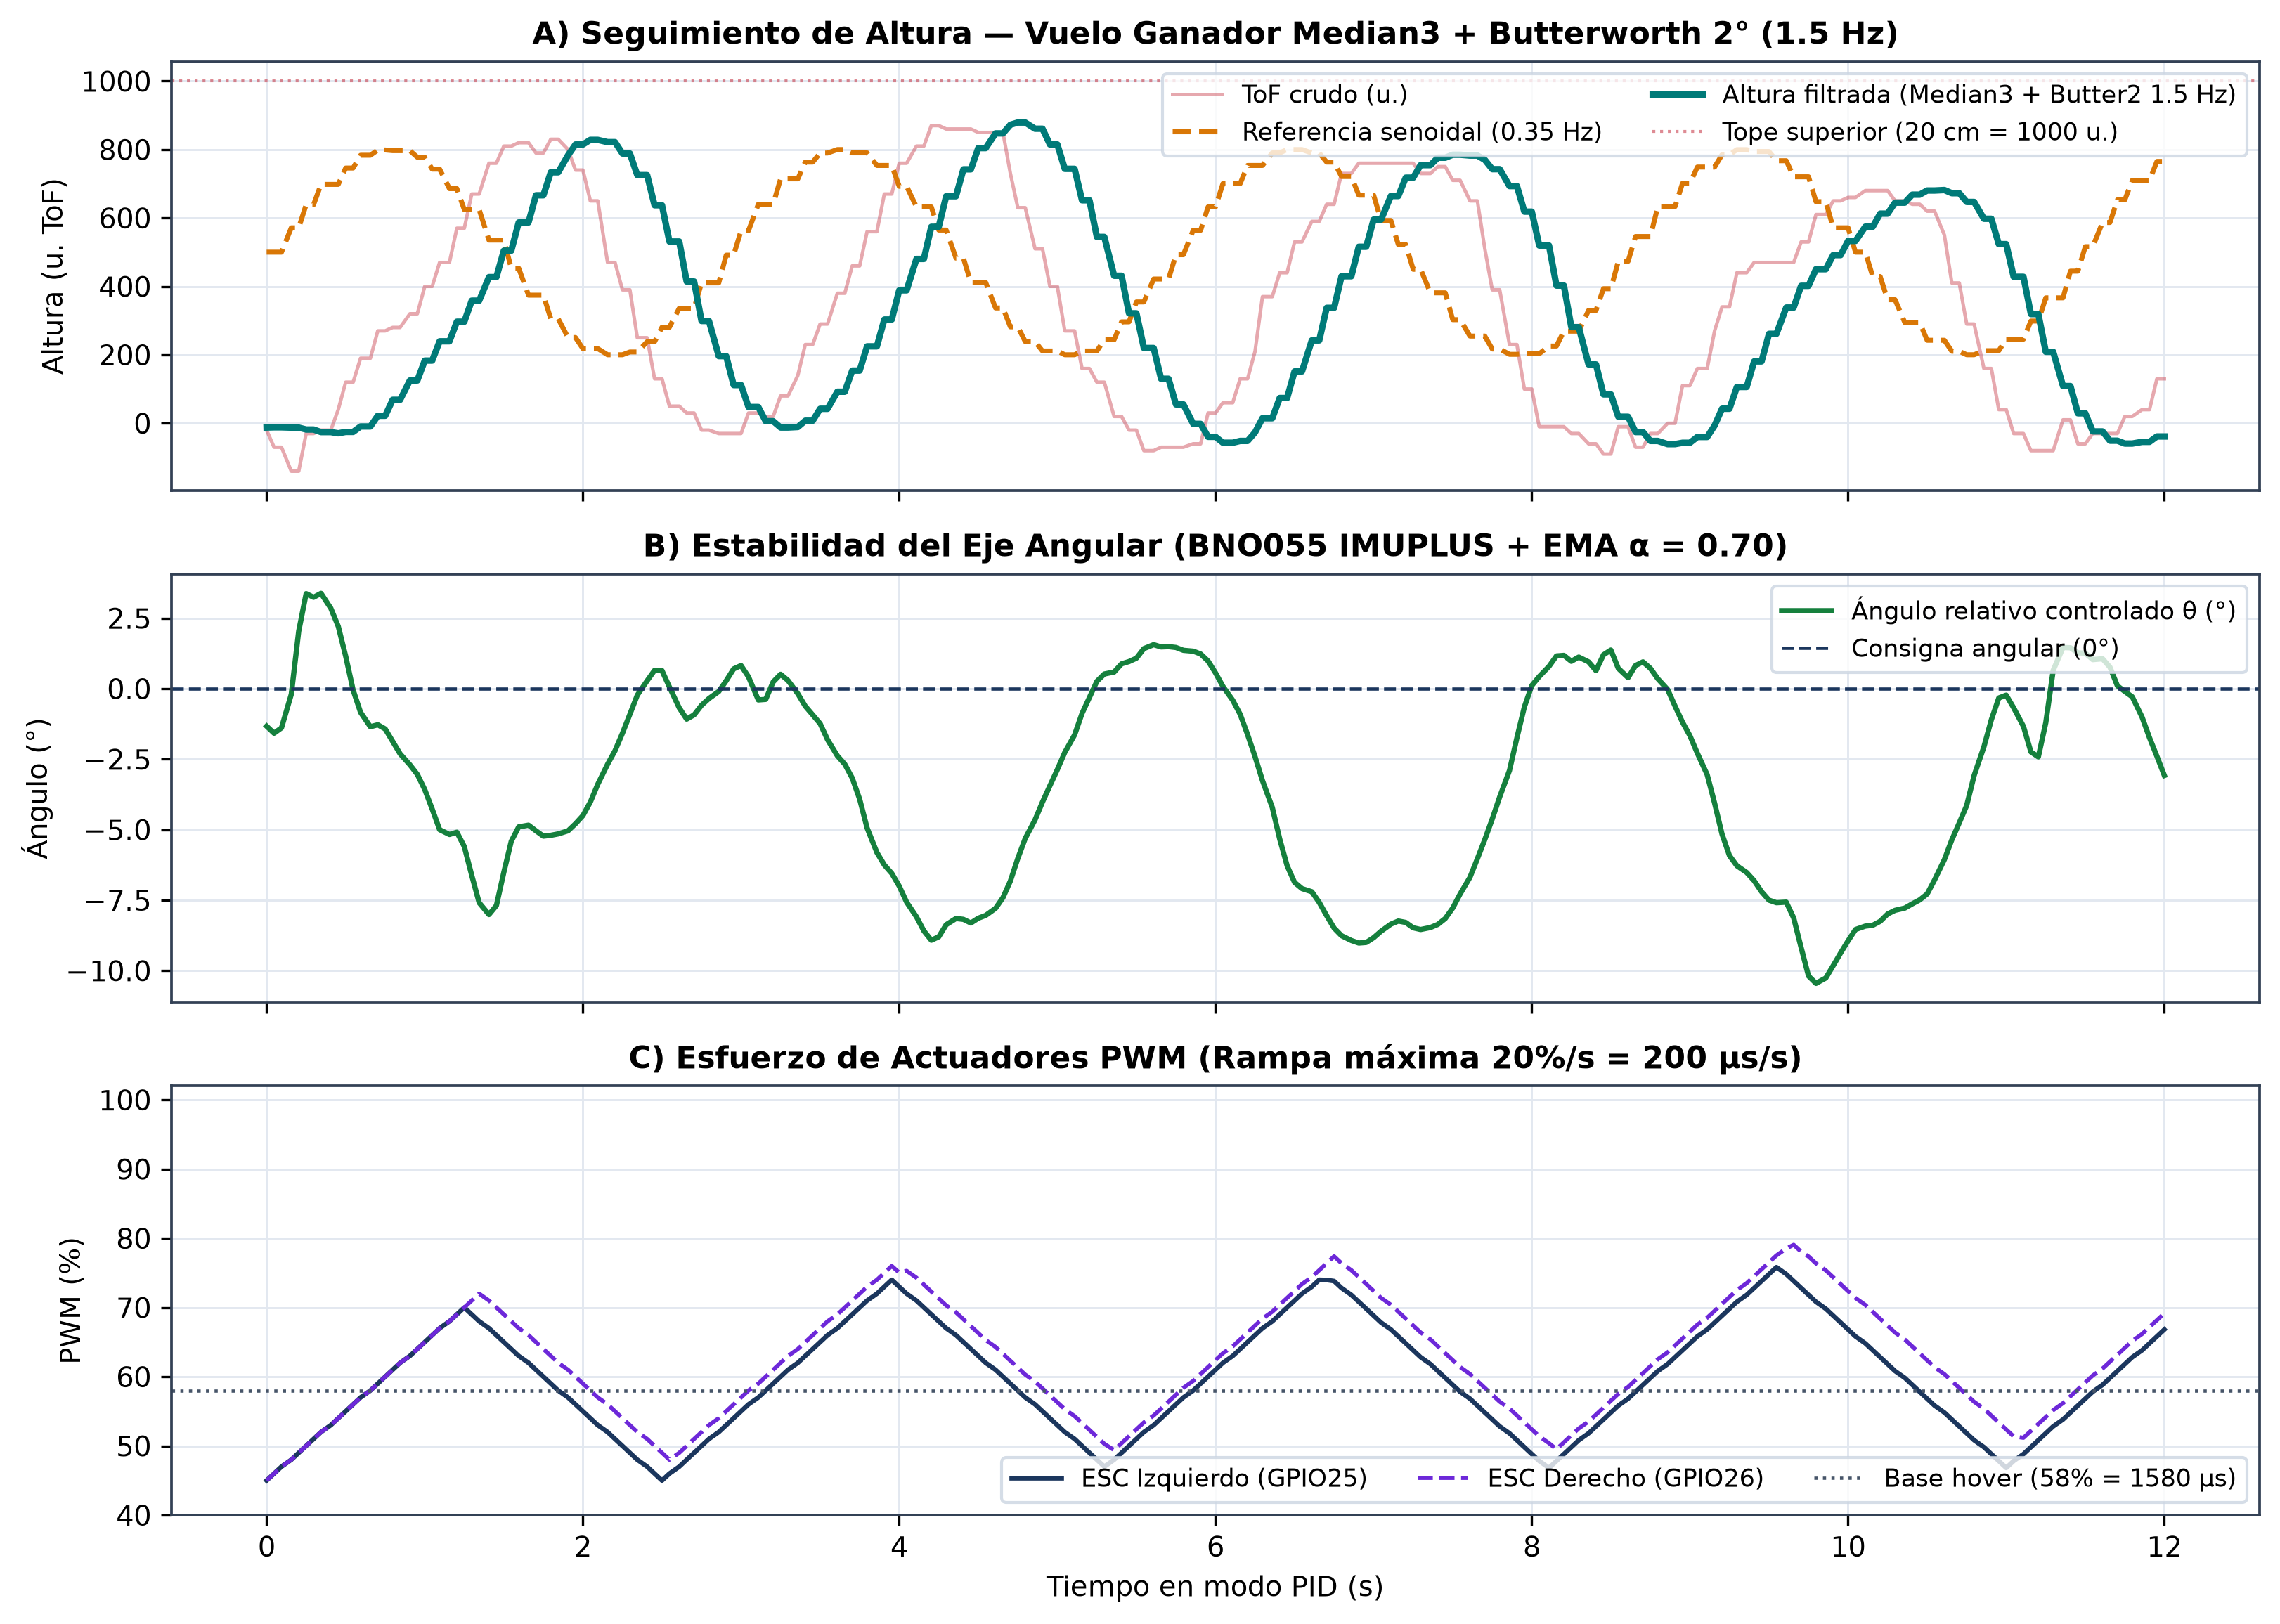 A) Seguimiento de Altura — Vuelo Ganador Median3 + Butterworth 2° (1.5 Hz)
Altura (u. ToF)
1000
800
600
400
200
0
ToF crudo (u.)
Referencia senoidal (0.35 Hz)
Altura filtrada (Median3 + Butter2 1.5 Hz)
Tope superior (20 cm = 1000 u.)
B) Estabilidad del Eje Angular (BNO055 IMUPLUS + EMA α = 0.70)
Ángulo (°)
2.5
0.0
−2.5
−5.0
−7.5
−10.0
Ángulo relativo controlado θ (°)
Consigna angular (0°)
C) Esfuerzo de Actuadores PWM (Rampa máxima 20%/s = 200 µs/s)
PWM (%)
100
90
80
70
60
50
40
ESC Izquierdo (GPIO25)
ESC Derecho (GPIO26)
Base hover (58% = 1580 µs)
0 2 4 6 8 10 12
Tiempo en modo PID (s)